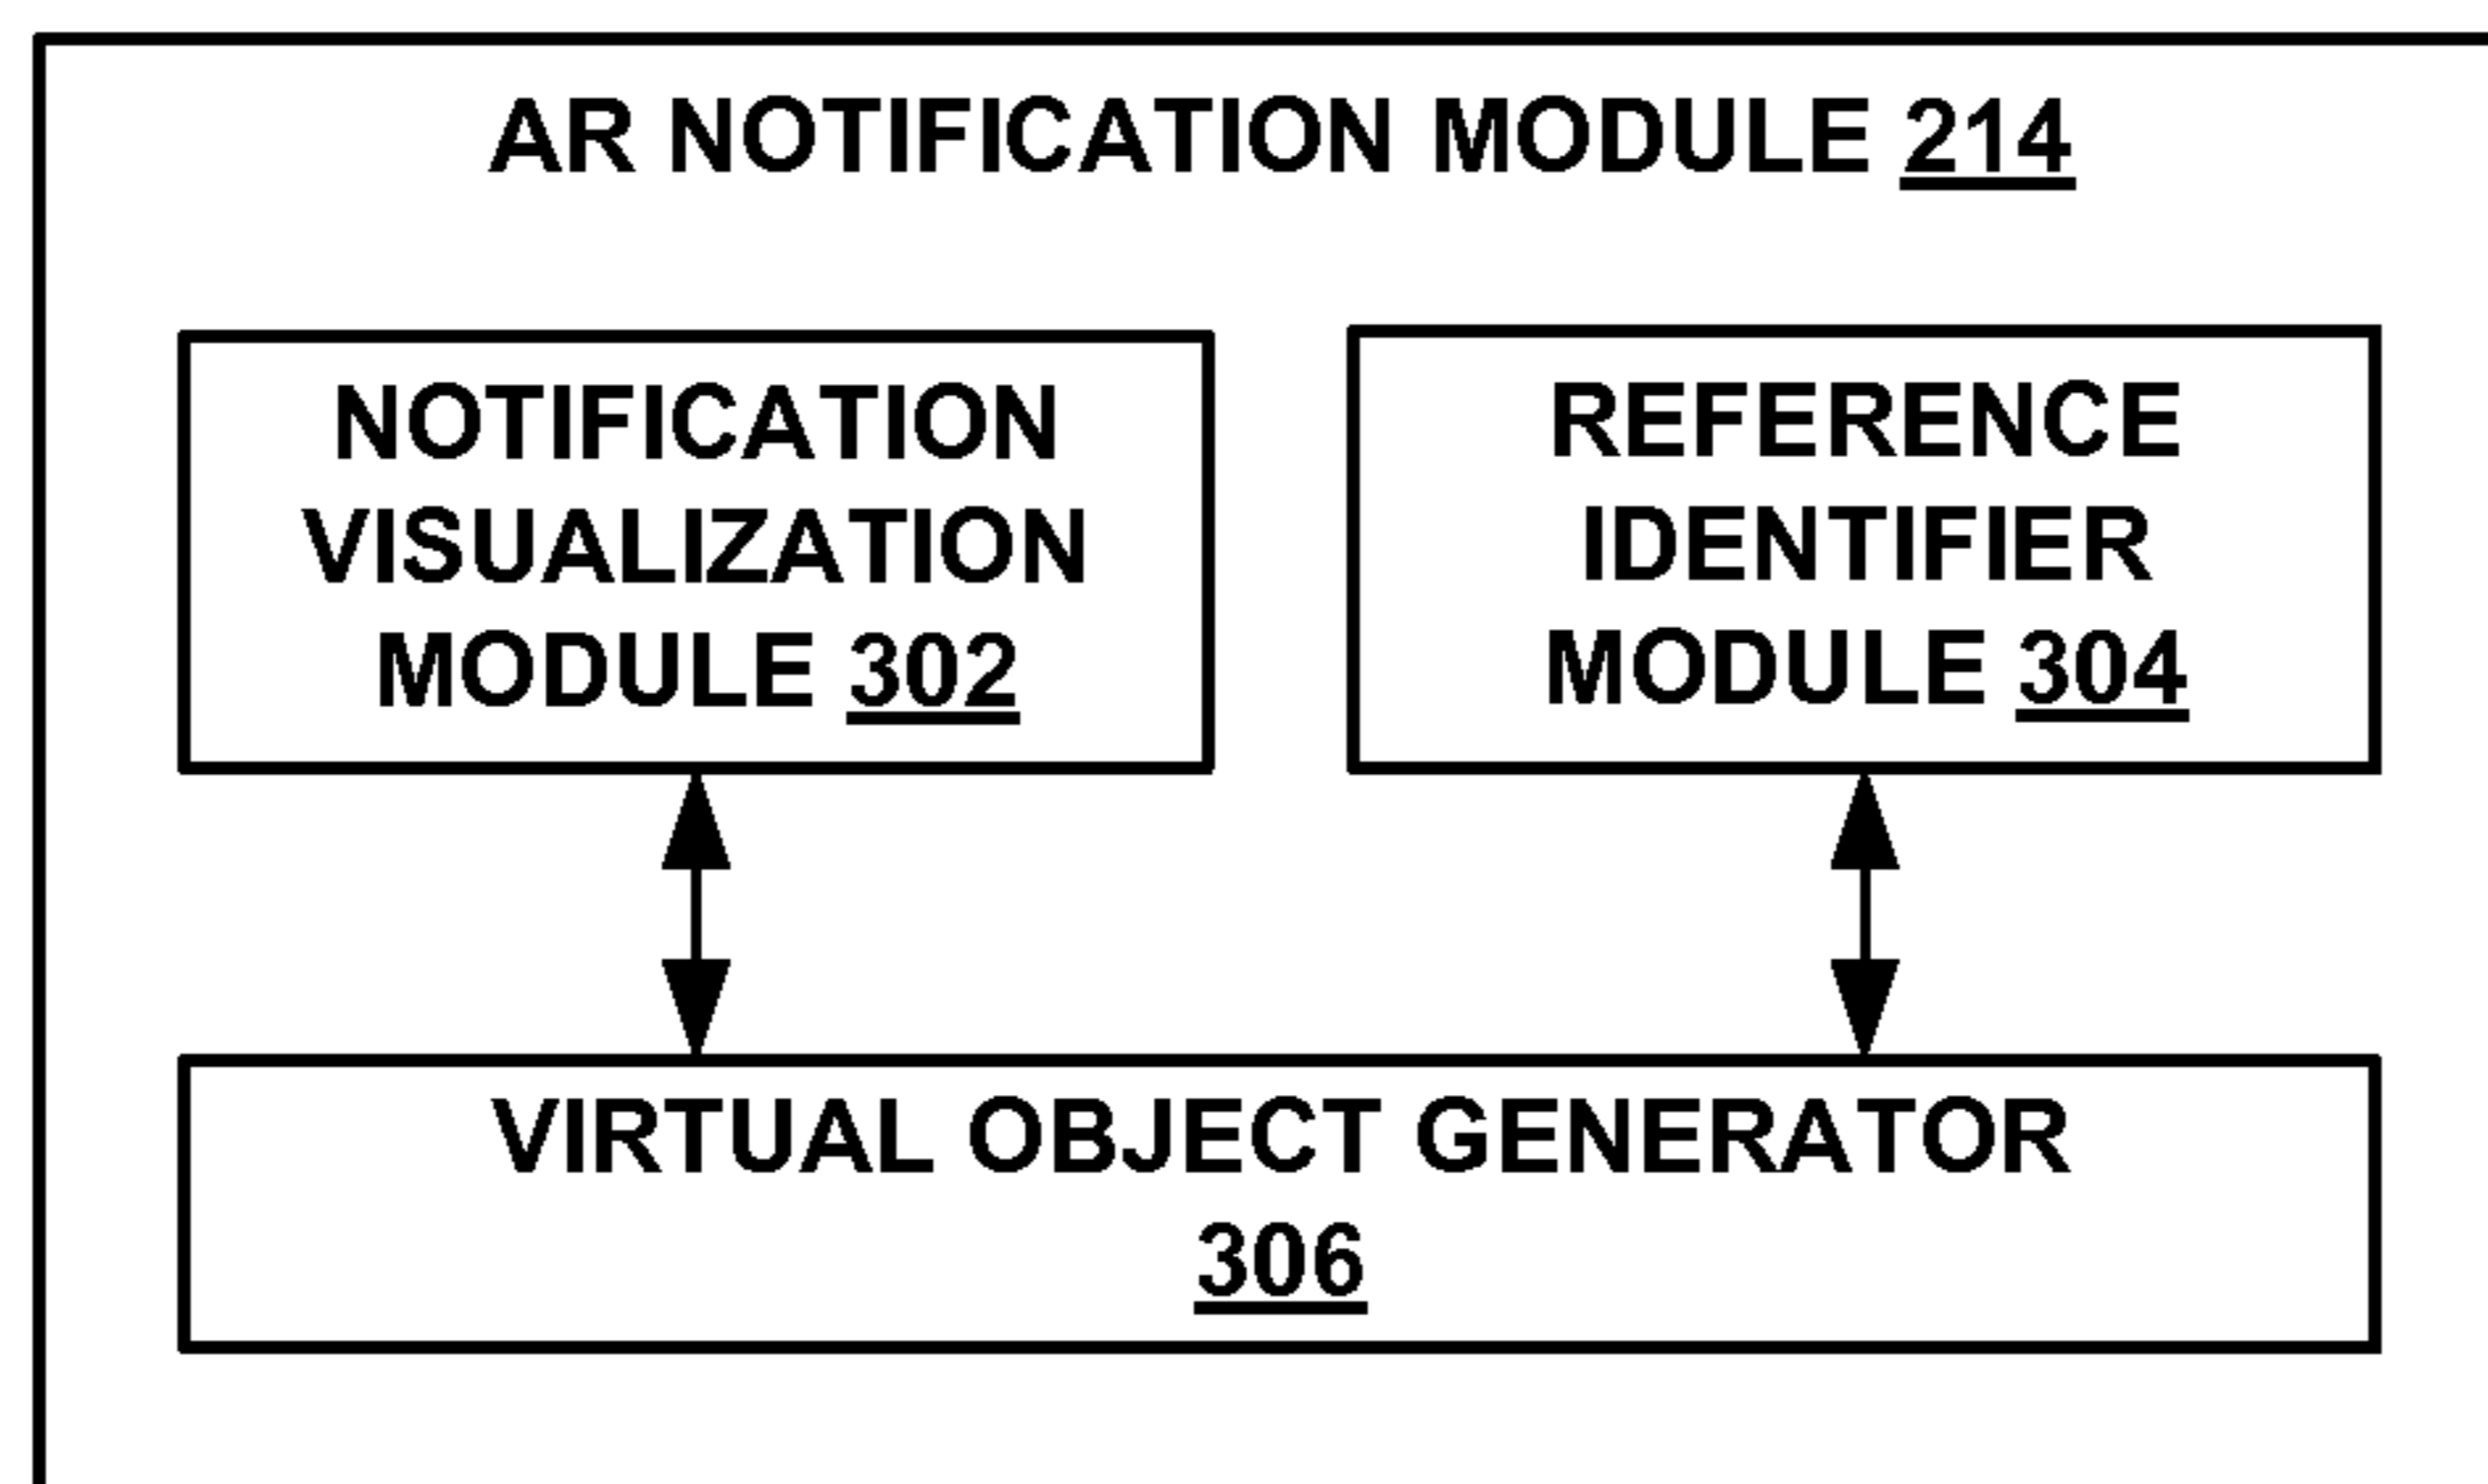 AR NOTIFICATION MODULE 214
NOTIFICATION
VISUALIZATION
MODULE 302
REFERENCE
IDENTIFIER
MODULE 304
VIRTUAL OBJECT GENERATOR
306